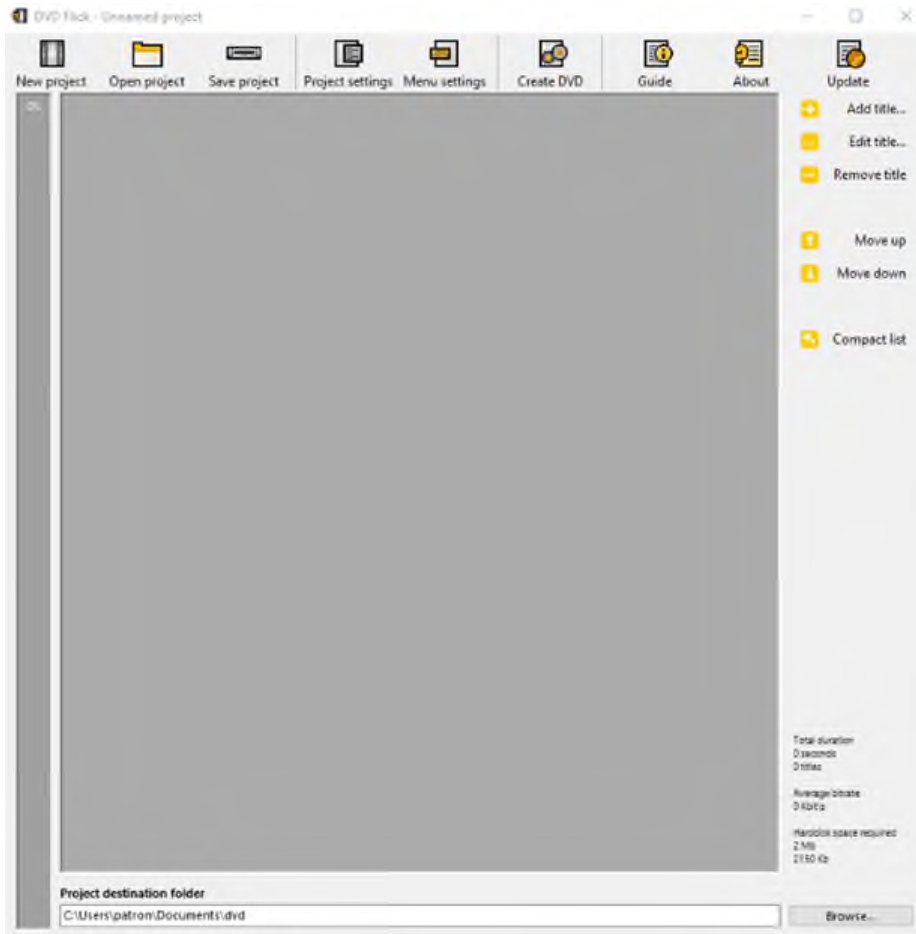 DVD Flick - Unnamed project
New project Open project Save project Project settings Menu settings Create DVD Guide About Update
0%
Add title...
Edit title...
Remove title
Move up
Move down
Compact list
Total duration
0 seconds
0 titles
Average bitrate
0 Kbit/s
Harddisk space required
2 MB
2150 Kb
Project destination folder
C:\Users\patron\Documents\dvd
Browse...